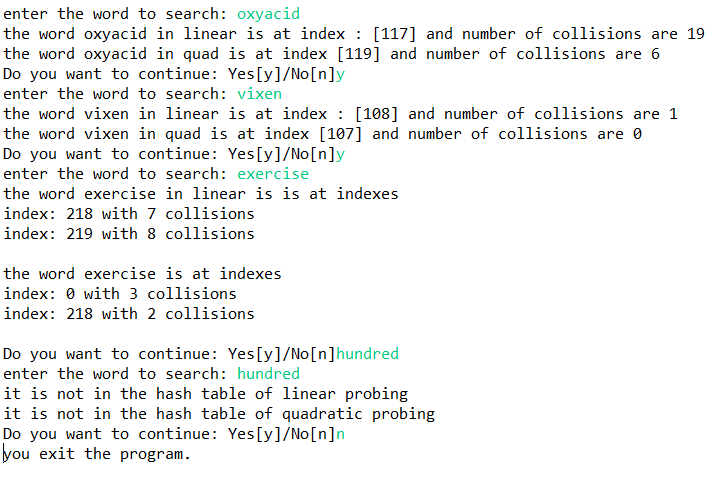 enter the word to search: oxyacid
the word oxyacid in linear is at index : [117] and number of collisions are 19
the word oxyacid in quad is at index [119] and number of collisions are 6
Do you want to continue: Yes[y]/No[n]y
enter the word to search: vixen
the word vixen in linear is at index : [108] and number of collisions are 1
the word vixen in quad is at index [107] and number of collisions are 0
Do you want to continue: Yes[y]/No[n]y
enter the word to search: exercise
the word exercise in linear is is at indexes
index: 218 with 7 collisions
index: 219 with 8 collisions
the word exercise is at indexes
index: 0 with 3 collisions
index: 218 with 2 collisions
Do you want to continue: Yes[y]/No[n]hundred
enter the word to search: hundred
it is not in the hash table of linear probing
it is not in the hash table of quadratic probing
Do you want to continue: Yes[y]/No[n]n
you exit the program.